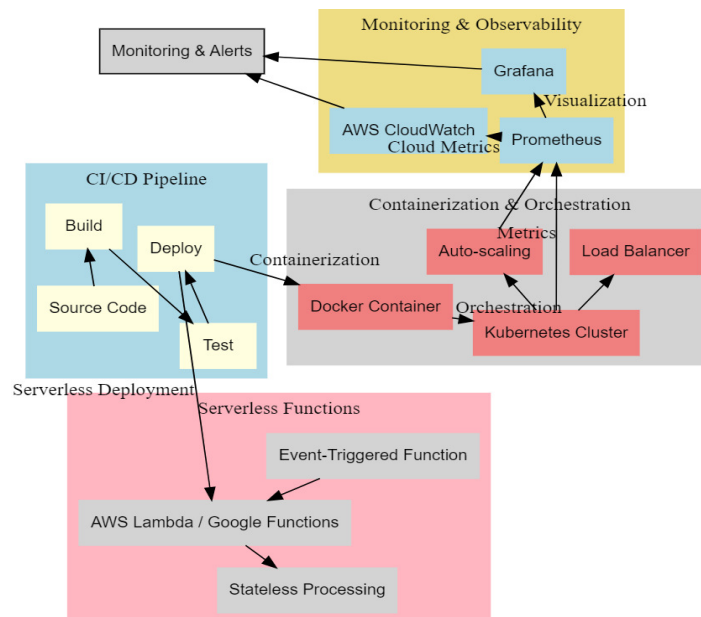 Monitoring & Observability
Monitoring & Alerts
Grafana
Visualization
AWS CloudWatch
Prometheus
Cloud Metrics
CI/CD Pipeline
Build
Deploy
Source Code
Test
Containerization
Containerization & Orchestration
Metrics
Auto-scaling
Load Balancer
Docker Container
Orchestration
Kubernetes Cluster
Serverless Deployment
Serverless Functions
Event-Triggered Function
AWS Lambda / Google Functions
Stateless Processing